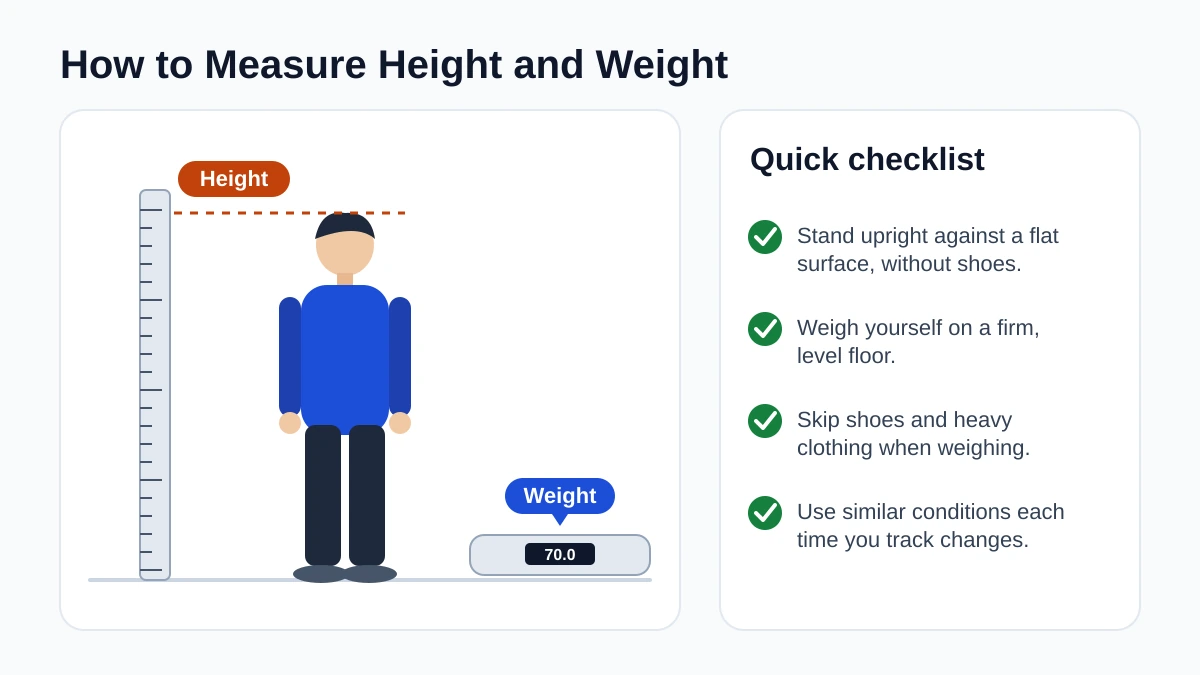 How to Measure Height and Weight
Height
Weight
70.0
Quick checklist
Stand upright against a flat
surface, without shoes.
Weigh yourself on a firm,
level floor.
Skip shoes and heavy
clothing when weighing.
Use similar conditions each
time you track changes.